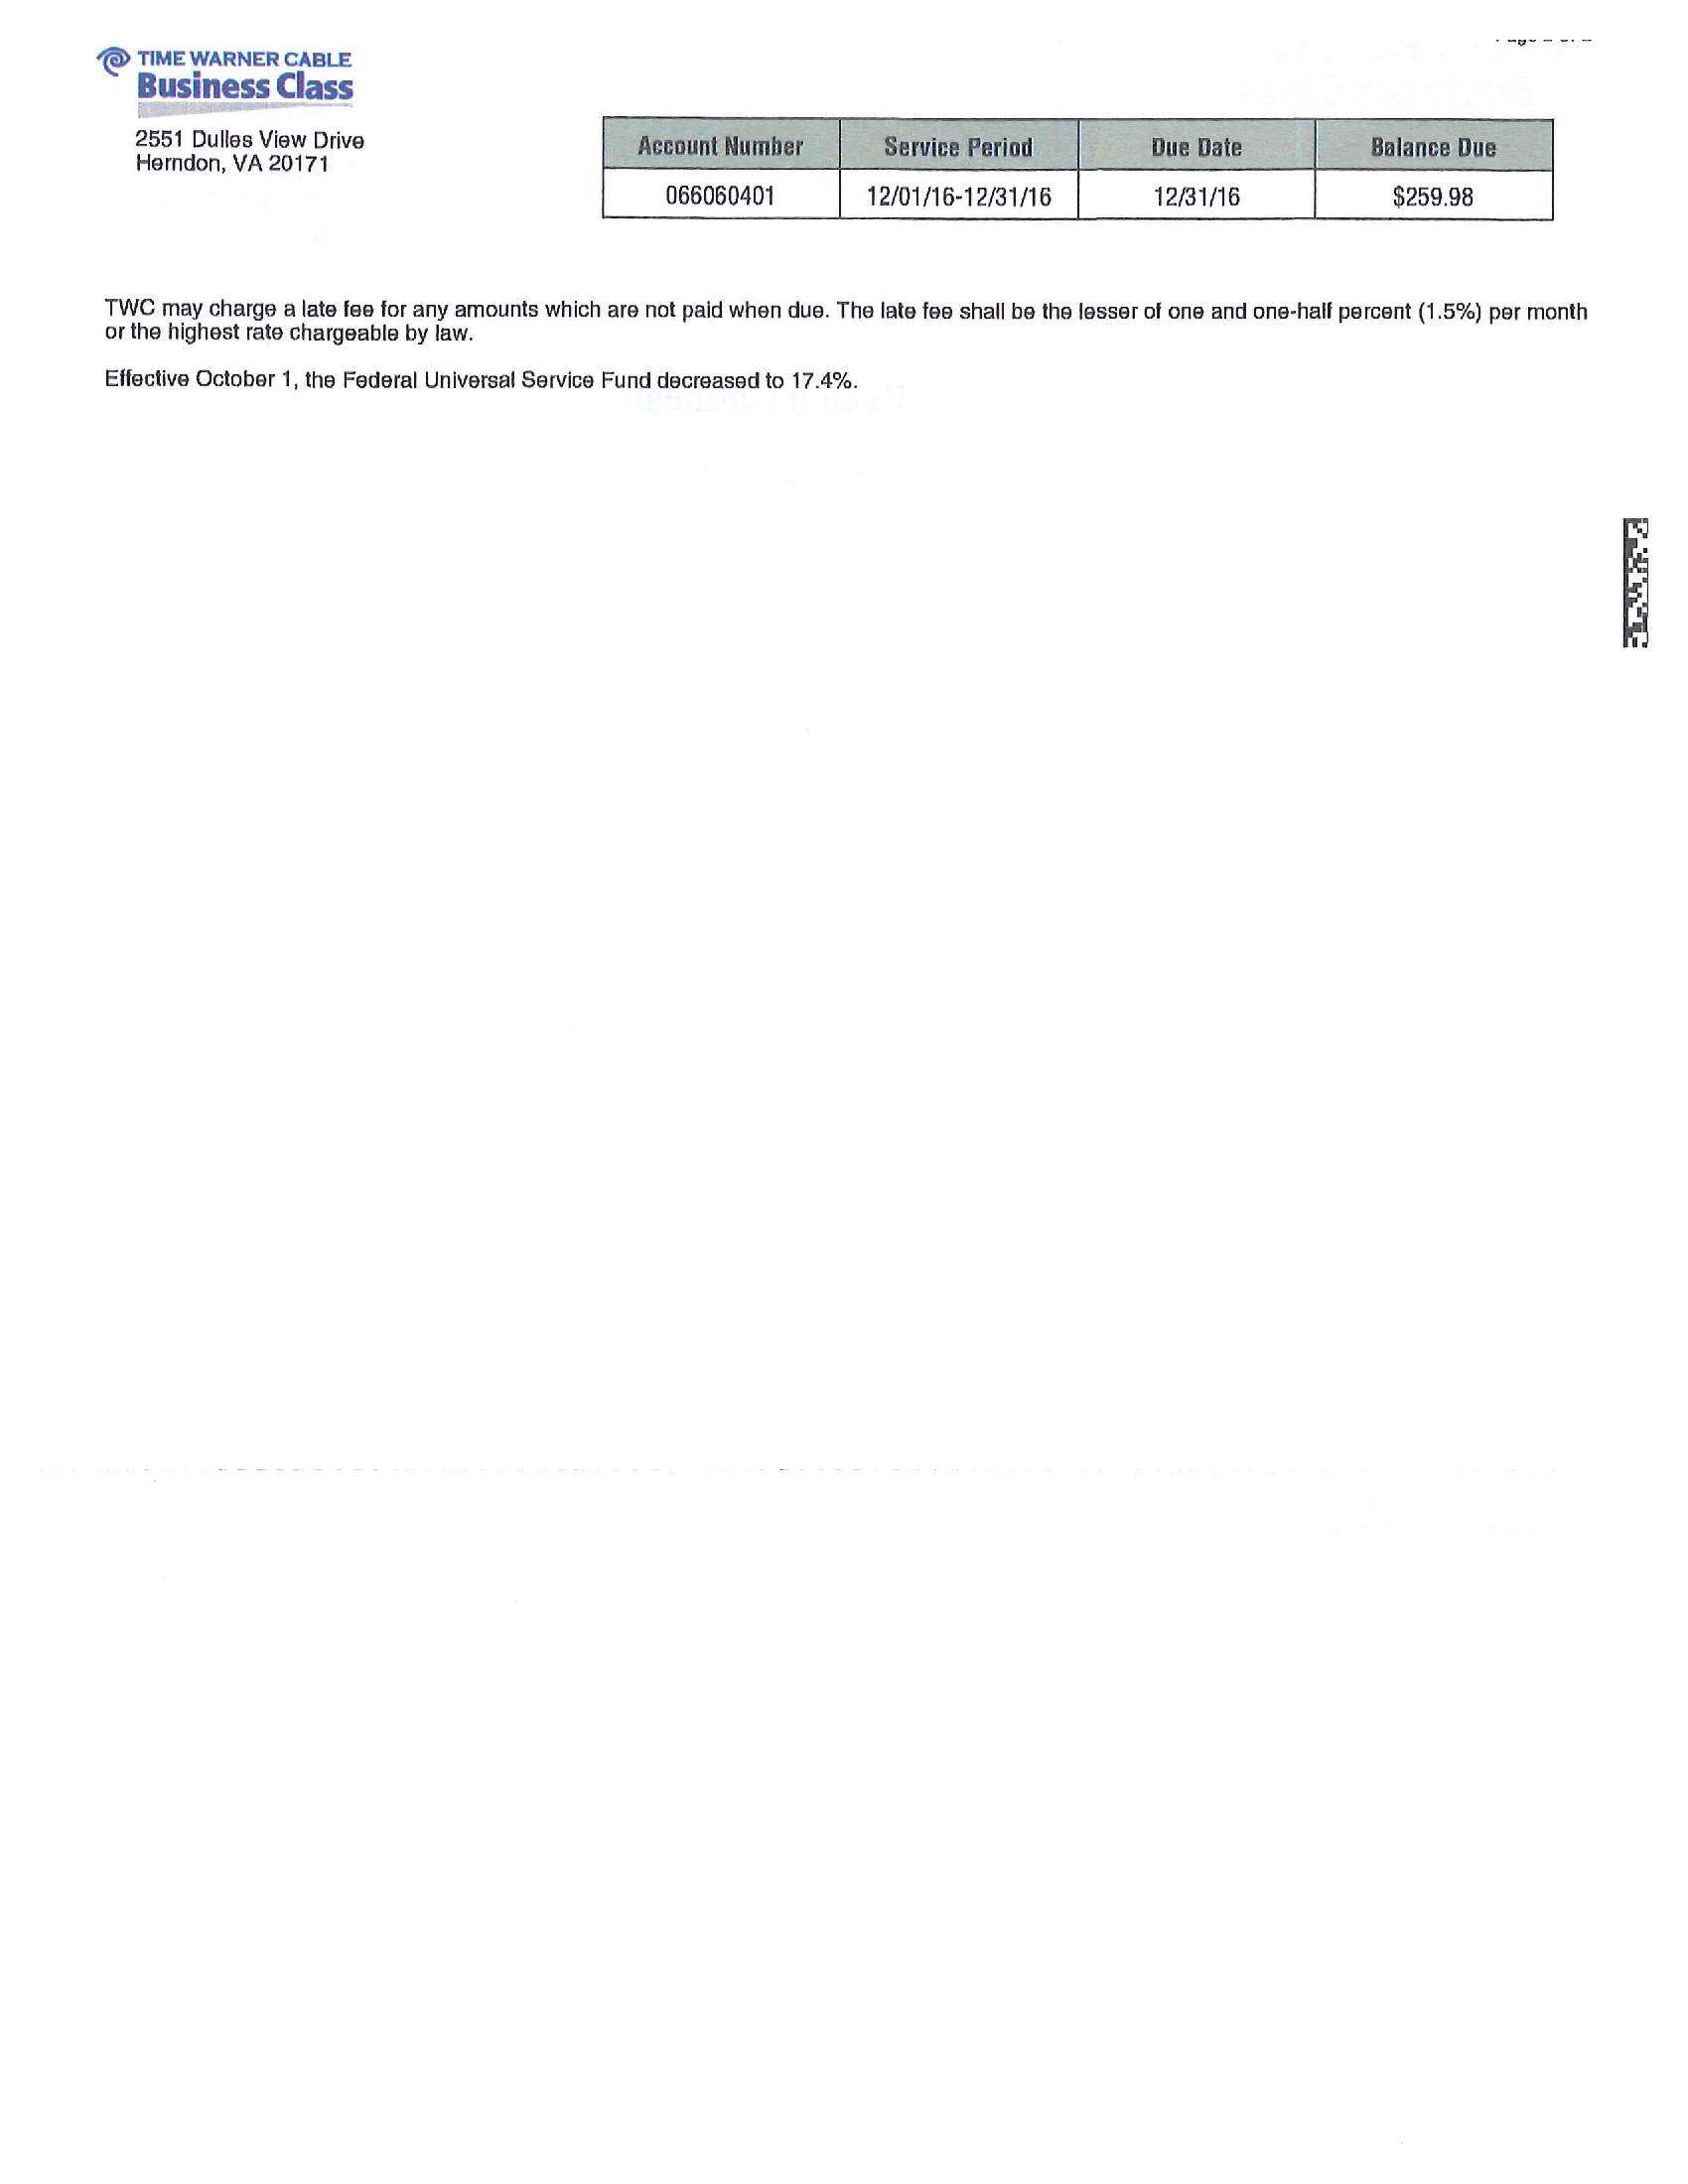 TIME WARNER CABLE
Business Class
2551 Dulles View Drive
Herndon, VA 20171
Account Number Service Period Due Date Balance Due
066060401 12/01/16-12/31/16 12/31/16 $259.98
TWC may charge a late fee for any amounts which are not paid when due. The late fee shall be the lesser of one and one-half percent (1.5%) per month
or the highest rate chargeable by law.
Effective October 1, the Federal Universal Service Fund decreased to 17.4%.